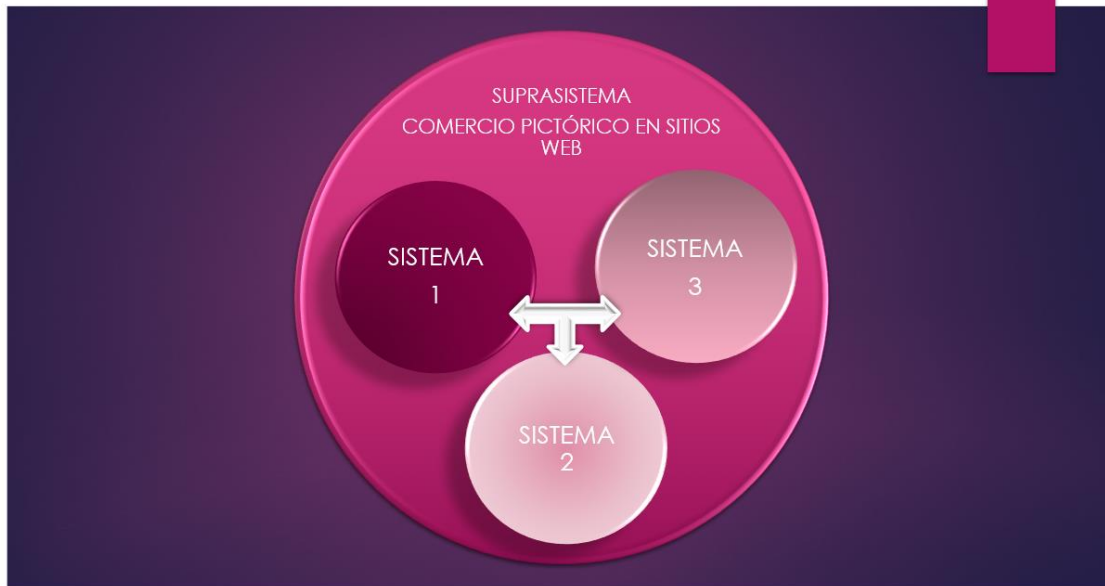 SUPRASISTEMA
COMERCIO PICTÓRICO EN SITIOS
WEB
SISTEMA
1
SISTEMA
3
SISTEMA
2